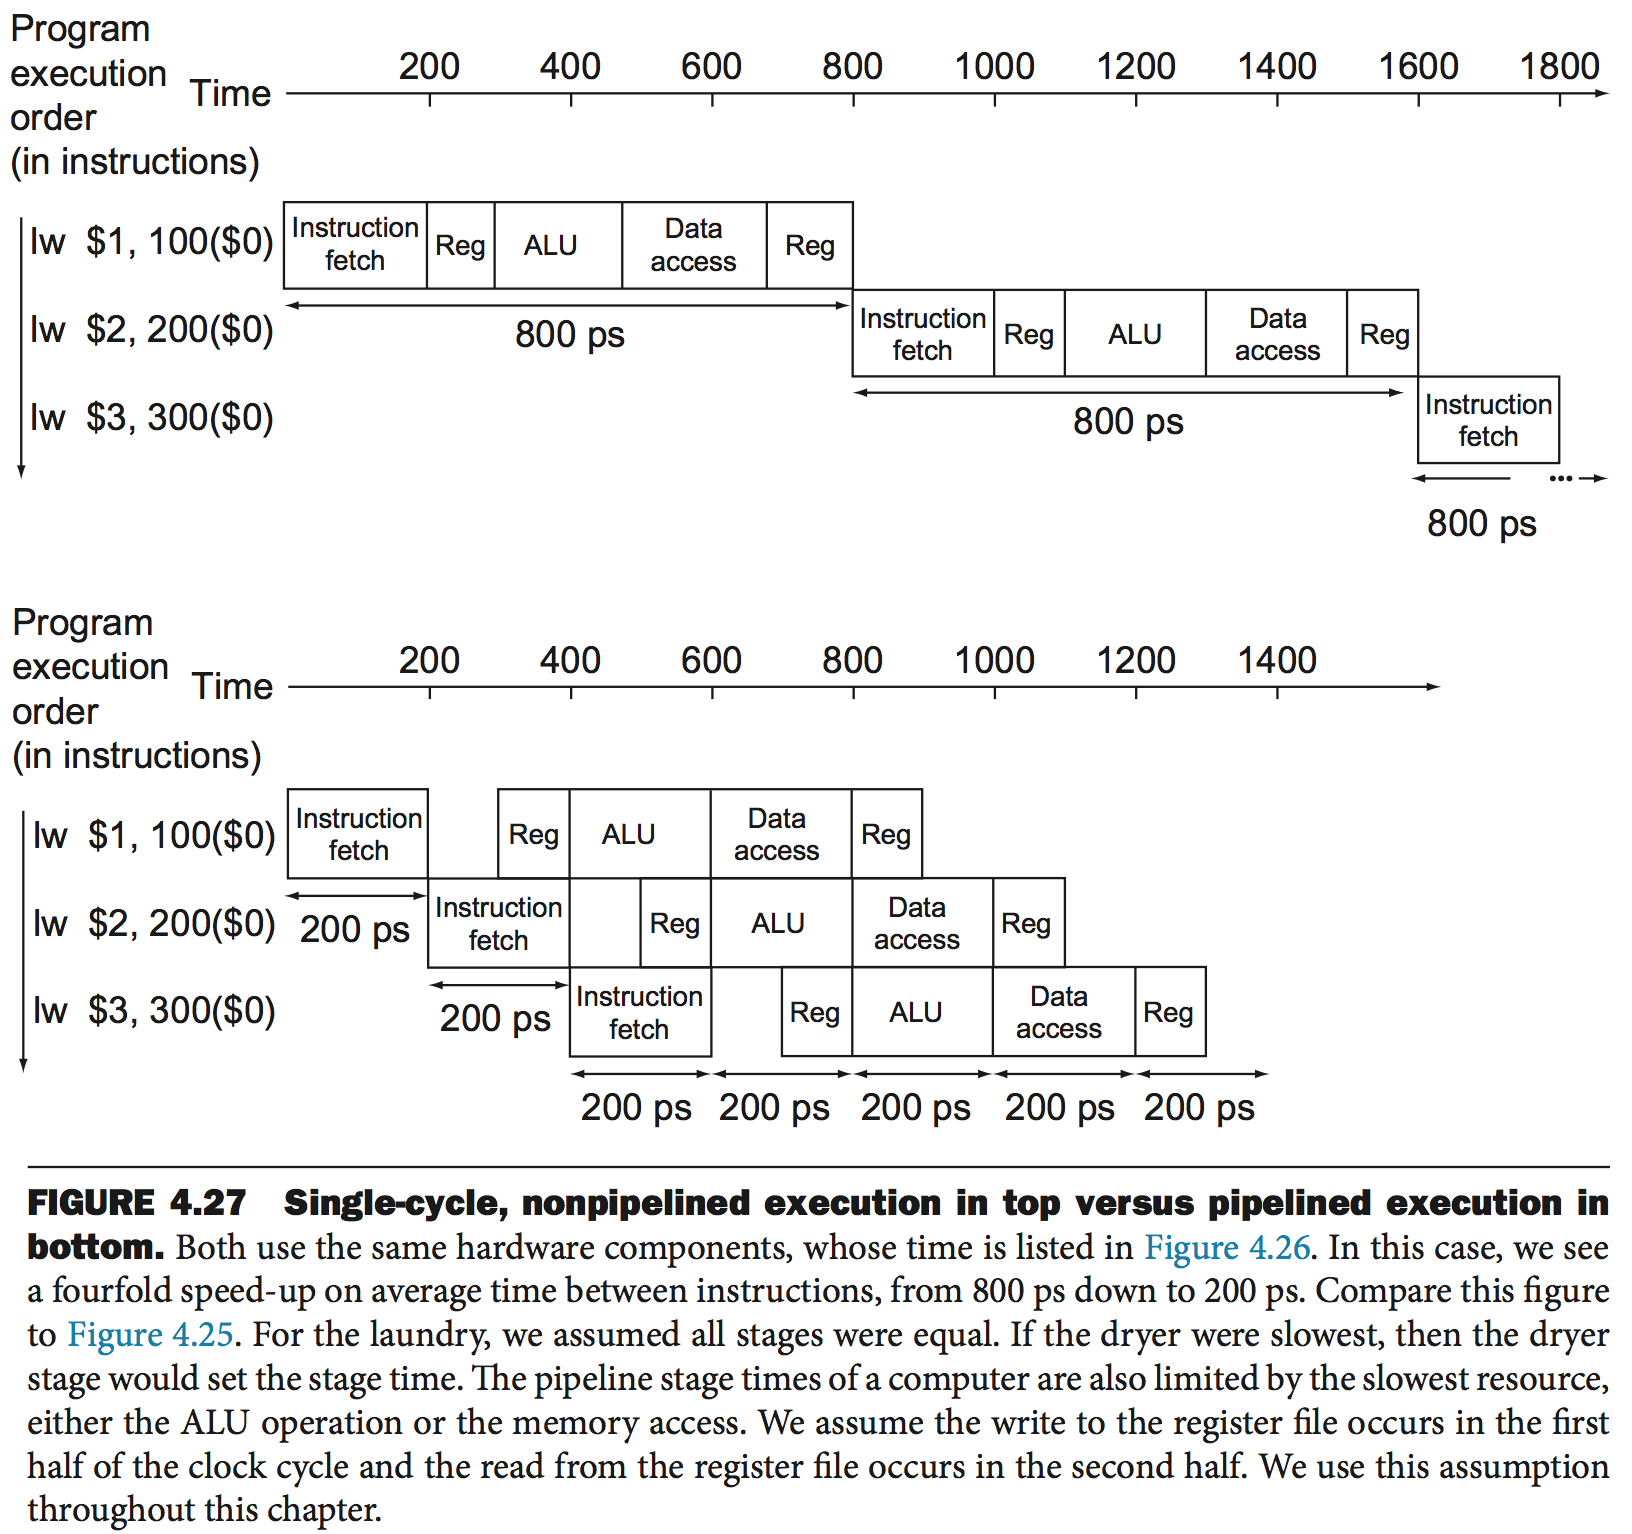 Program
execution
order
(in instructions)
Time
200 400 600 800 1000 1200 1400 1600 1800
lw $1, 100($0)
Instruction
fetch
Reg
ALU
Data
access
Reg
800 ps
lw $2, 200($0)
Instruction
fetch
Reg
ALU
Data
access
Reg
800 ps
lw $3, 300($0)
Instruction
fetch
...
800 ps
Program
execution
order
(in instructions)
Time
200 400 600 800 1000 1200 1400
lw $1, 100($0)
Instruction
fetch
Reg
ALU
Data
access
Reg
200 ps
lw $2, 200($0)
Instruction
fetch
Reg
ALU
Data
access
Reg
200 ps
lw $3, 300($0)
Instruction
fetch
Reg
ALU
Data
access
Reg
200 ps 200 ps 200 ps 200 ps 200 ps
FIGURE 4.27 Single-cycle, nonpipelined execution in top versus pipelined execution in
bottom. Both use the same hardware components, whose time is listed in Figure 4.26. In this case, we see
a fourfold speed-up on average time between instructions, from 800 ps down to 200 ps. Compare this figure
to Figure 4.25. For the laundry, we assumed all stages were equal. If the dryer were slowest, then the dryer
stage would set the stage time. The pipeline stage times of a computer are also limited by the slowest resource,
either the ALU operation or the memory access. We assume the write to the register file occurs in the first
half of the clock cycle and the read from the register file occurs in the second half. We use this assumption
throughout this chapter.